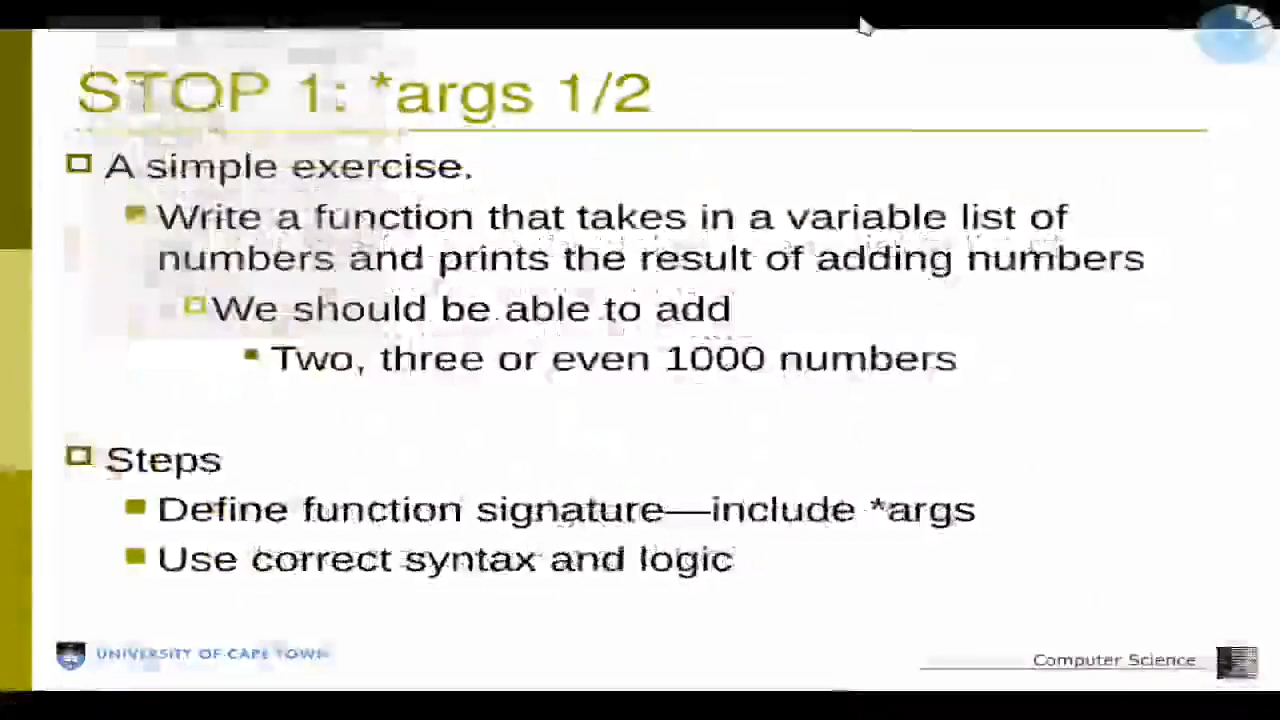 STOP 1: *args 1/2
A simple exercise.
Write a function that takes in a variable list of
numbers and prints the result of adding numbers
We should be able to add
Two, three or even 1000 numbers
Steps
Define function signature—include *args
Use correct syntax and logic
UNIVERSITY OF CAPE TOWN
Computer Science